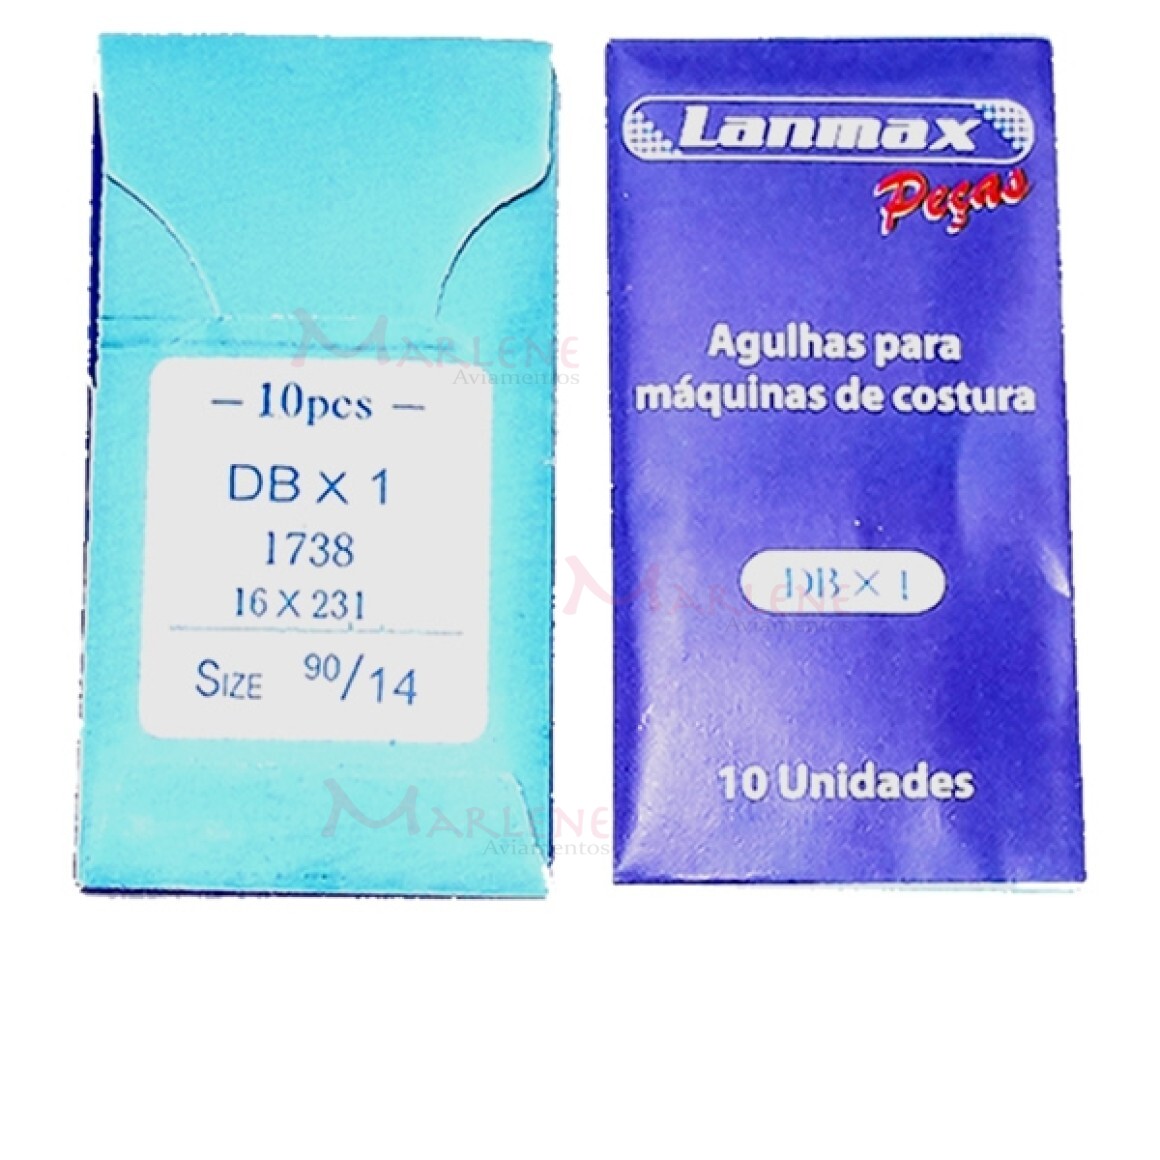 — 10pcs —
DB X 1
1738
16 X 231
SIZE 90/14
Lanmax
Peças
Agulhas para
máquinas de costura
DB X 1
10 Unidades
MARLENE
Aviamentos
MARLENE
Aviamentos
MARLENE
Aviamentos